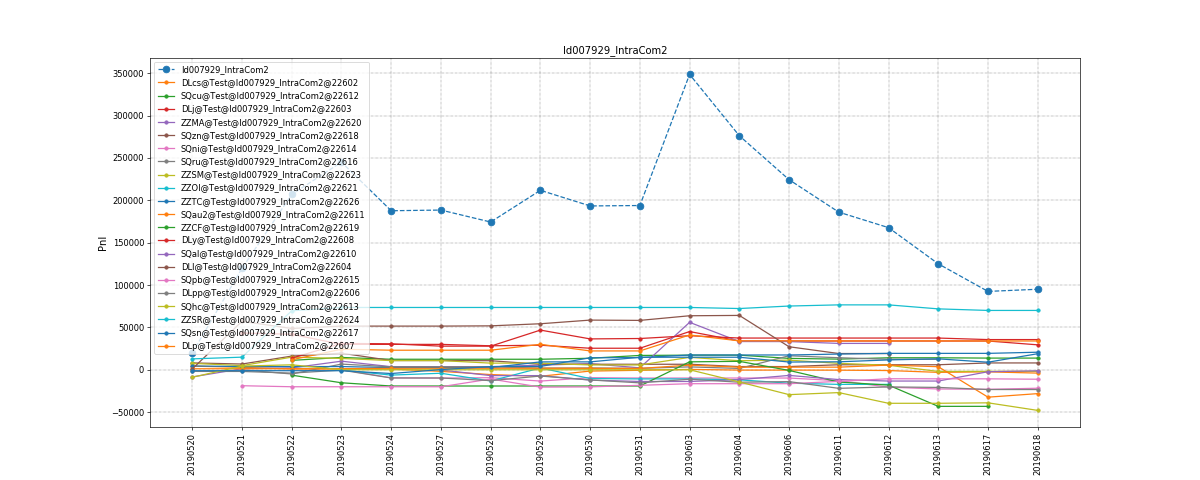 Id007929_IntraCom2
Pnl
350000
300000
250000
200000
150000
100000
50000
0
−50000
Id007929_IntraCom2
DLcs@Test@Id007929_IntraCom2@22602
SQcu@Test@Id007929_IntraCom2@22612
DLj@Test@Id007929_IntraCom2@22603
ZZMA@Test@Id007929_IntraCom2@22620
SQzn@Test@Id007929_IntraCom2@22618
SQni@Test@Id007929_IntraCom2@22614
SQru@Test@Id007929_IntraCom2@22616
ZZSM@Test@Id007929_IntraCom2@22623
ZZOI@Test@Id007929_IntraCom2@22621
ZZTC@Test@Id007929_IntraCom2@22626
SQau2@Test@Id007929_IntraCom2@22611
ZZCF@Test@Id007929_IntraCom2@22619
DLy@Test@Id007929_IntraCom2@22608
SQal@Test@Id007929_IntraCom2@22610
DLl@Test@Id007929_IntraCom2@22604
SQpb@Test@Id007929_IntraCom2@22615
DLpp@Test@Id007929_IntraCom2@22606
SQhc@Test@Id007929_IntraCom2@22613
ZZSR@Test@Id007929_IntraCom2@22624
SQsn@Test@Id007929_IntraCom2@22617
DLp@Test@Id007929_IntraCom2@22607
20190520
20190521
20190522
20190523
20190524
20190527
20190528
20190529
20190530
20190531
20190603
20190604
20190606
20190611
20190612
20190613
20190617
20190618